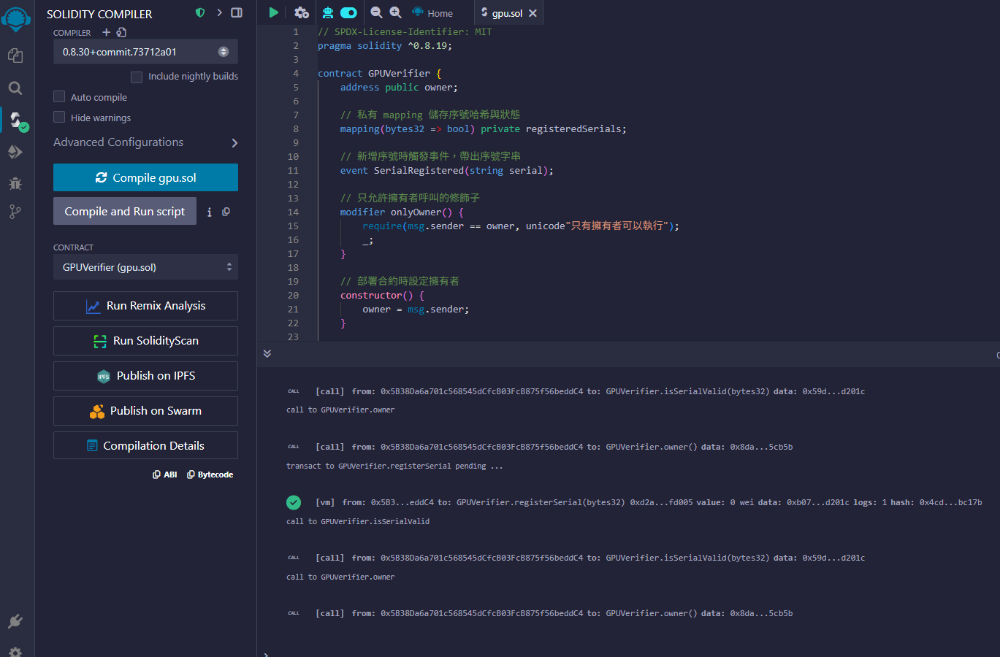 SOLIDITY COMPILER
COMPILER
0.8.30+commit.73712a01
Include nightly builds
Auto compile
Hide warnings
Advanced Configurations
Compile gpu.sol
Compile and Run script
i
CONTRACT
GPUVerifier (gpu.sol)
Run Remix Analysis
Run SolidityScan
IPFS Publish on IPFS
Publish on Swarm
Compilation Details
ABI Bytecode
Home gpu.sol
1 // SPDX-License-Identifier: MIT
2 pragma solidity ^0.8.19;
3
4 contract GPUVerifier {
5 address public owner;
6
7 // 私有 mapping 儲存序號哈希與狀態
8 mapping(bytes32 => bool) private registeredSerials;
9
10 // 新增序號時觸發事件，帶出序號字串
11 event SerialRegistered(string serial);
12
13 // 只允許擁有者呼叫的修飾子
14 modifier onlyOwner() {
15 require(msg.sender == owner, unicode"只有擁有者可以執行");
16 _;
17 }
18
19 // 部署合約時設定擁有者
20 constructor() {
21 owner = msg.sender;
22 }
23
CALL [call] from: 0x5B38Da6a701c568545dCfcB03FcB875f56beddC4 to: GPUVerifier.isSerialValid(bytes32) data: 0x59d...d201c
call to GPUVerifier.owner
CALL [call] from: 0x5B38Da6a701c568545dCfcB03FcB875f56beddC4 to: GPUVerifier.owner() data: 0x8da...5cb5b
transact to GPUVerifier.registerSerial pending ...
[vm] from: 0x5B3...eddC4 to: GPUVerifier.registerSerial(bytes32) 0xd2a...fd005 value: 0 wei data: 0xb07...d201c logs: 1 hash: 0x4cd...bc17b
call to GPUVerifier.isSerialValid
CALL [call] from: 0x5B38Da6a701c568545dCfcB03FcB875f56beddC4 to: GPUVerifier.isSerialValid(bytes32) data: 0x59d...d201c
call to GPUVerifier.owner
CALL [call] from: 0x5B38Da6a701c568545dCfcB03FcB875f56beddC4 to: GPUVerifier.owner() data: 0x8da...5cb5b